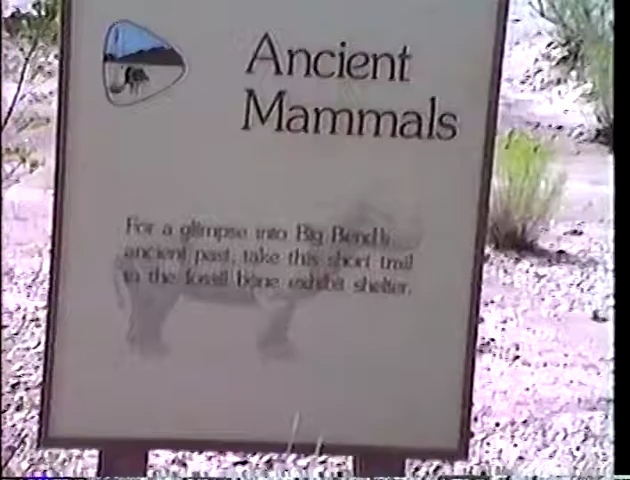 Ancient
Mammals
For a glimpse into Big Bend's
ancient past, take this short trail
to the fossil bone exhibit shelter.